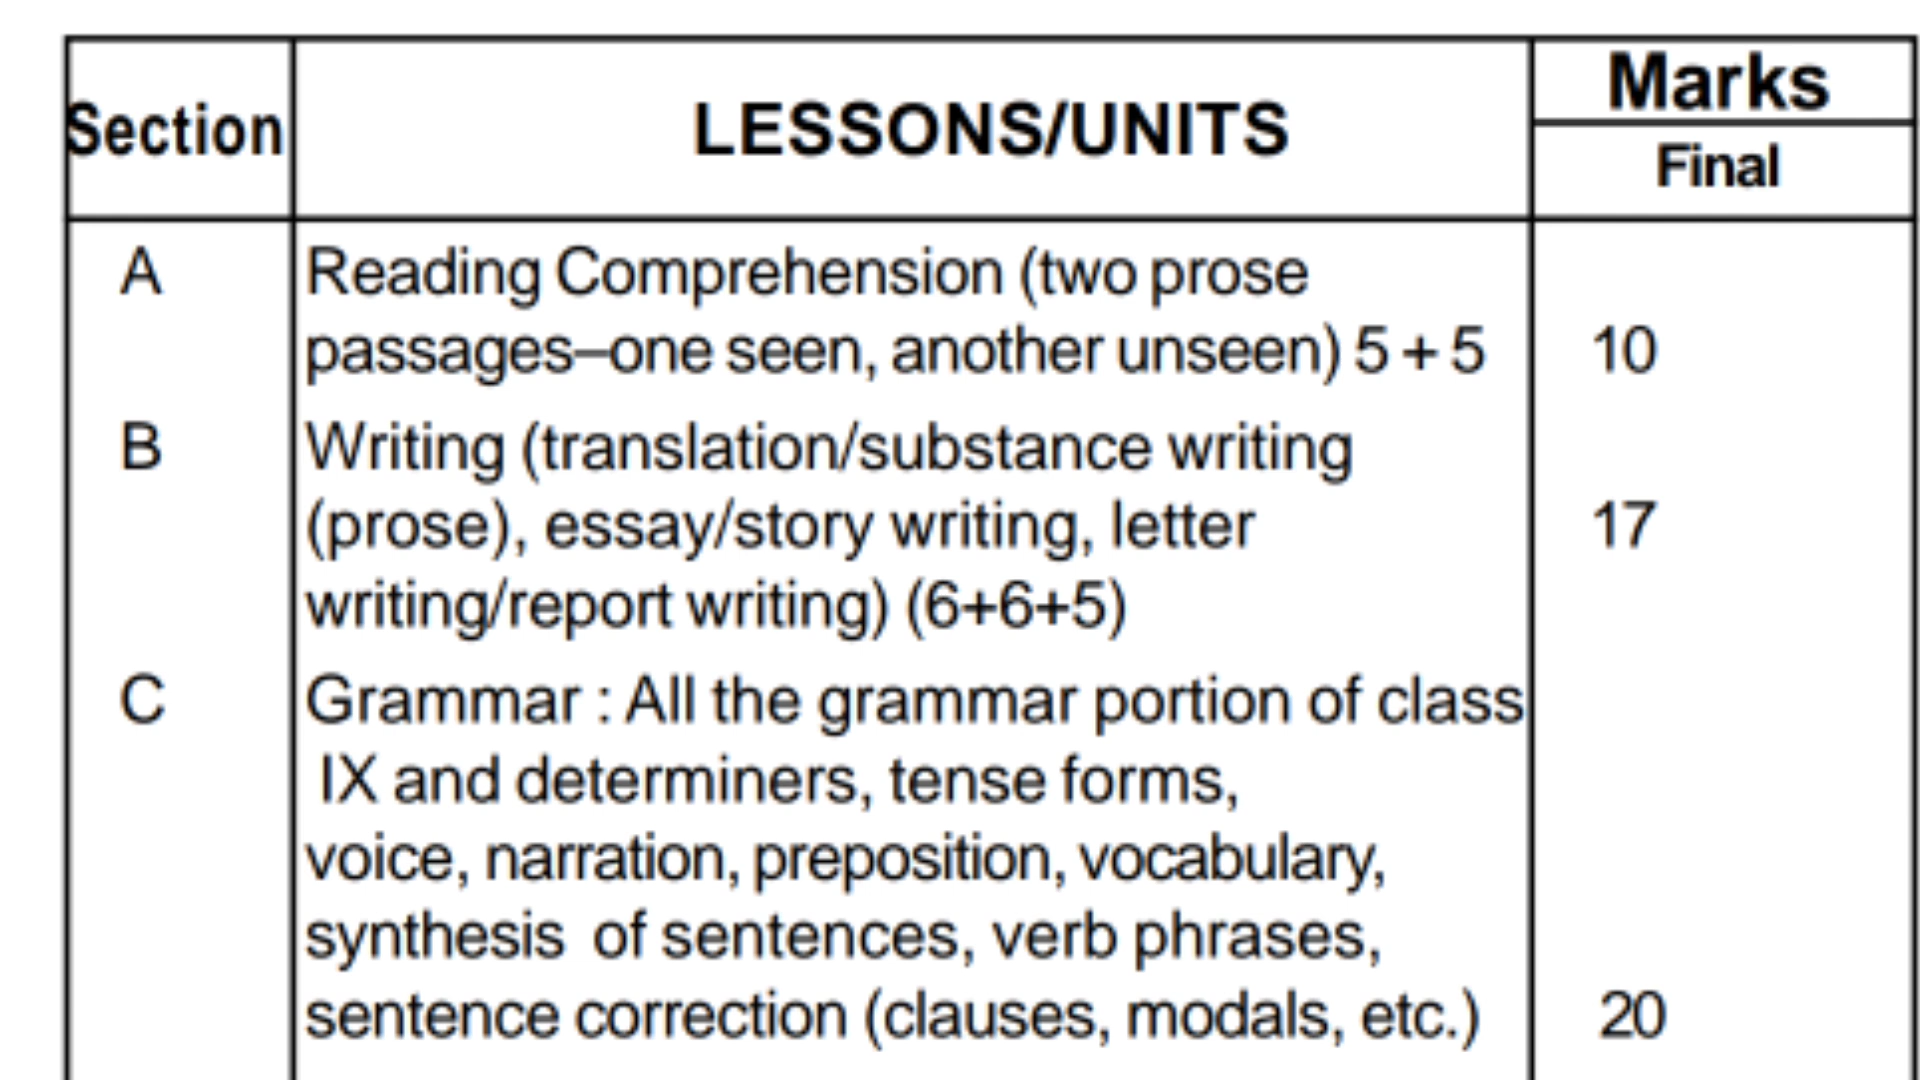 Section LESSONS/UNITS Marks
Final
A Reading Comprehension (two prose
passages–one seen, another unseen) 5 + 5 10
B Writing (translation/substance writing
(prose), essay/story writing, letter 17
writing/report writing) (6+6+5)
C Grammar : All the grammar portion of class
IX and determiners, tense forms,
voice, narration, preposition, vocabulary,
synthesis of sentences, verb phrases,
sentence correction (clauses, modals, etc.) 20